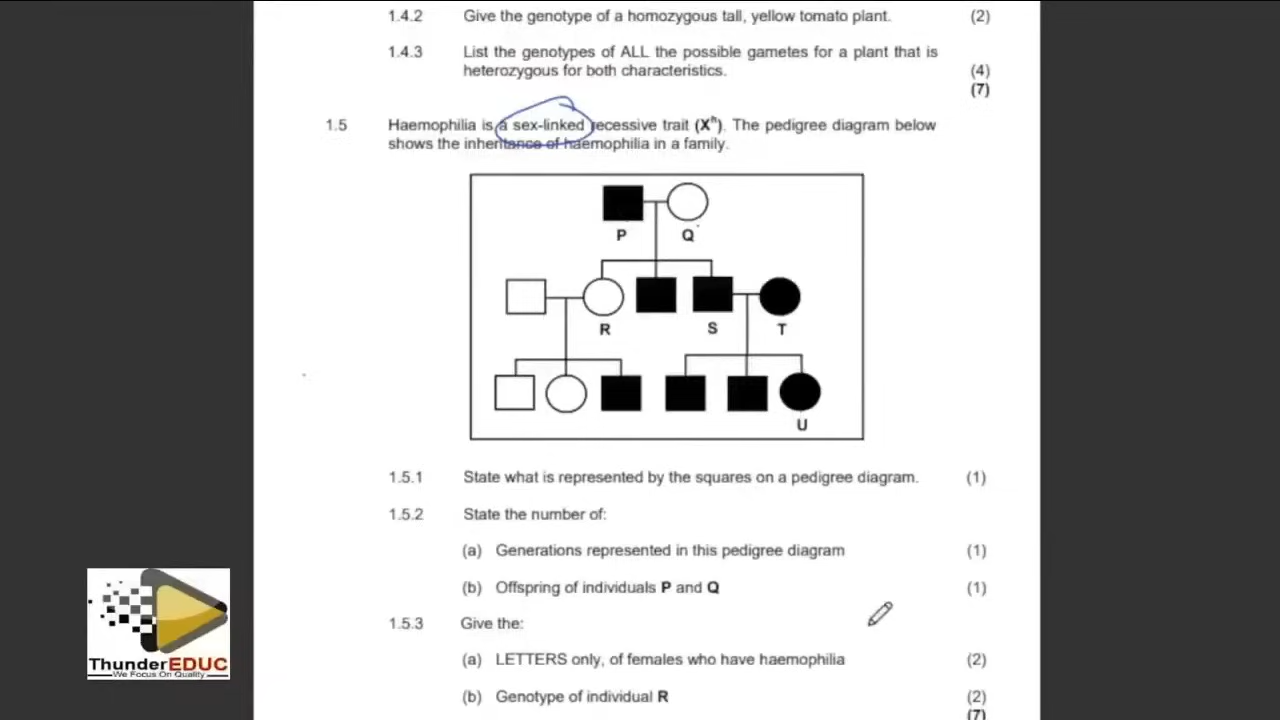 1.4.2 Give the genotype of a homozygous tall, yellow tomato plant. (2)
1.4.3 List the genotypes of ALL the possible gametes for a plant that is
heterozygous for both characteristics. (4)
(7)
1.5 Haemophilia is a sex-linked recessive trait (Xʰ). The pedigree diagram below
shows the inheritance of haemophilia in a family.
P Q
R S T
U
1.5.1 State what is represented by the squares on a pedigree diagram. (1)
1.5.2 State the number of:
(a) Generations represented in this pedigree diagram (1)
(b) Offspring of individuals P and Q (1)
1.5.3 Give the:
(a) LETTERS only, of females who have haemophilia (2)
(b) Genotype of individual R (2)
(7)
ThunderEDUC
We Focus On Quality